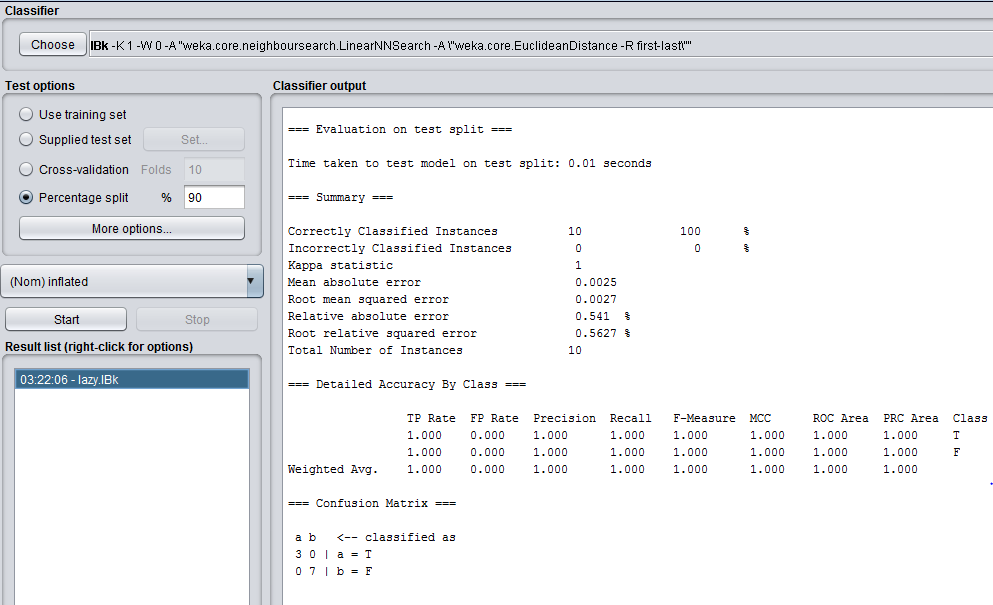 Classifier
Choose IBk -K 1 -W 0 -A "weka.core.neighboursearch.LinearNNSearch -A \"weka.core.EuclideanDistance -R first-last\""
Test options
Use training set
Supplied test set Set...
Cross-validation Folds 10
Percentage split % 90
More options...
(Nom) inflated
Start Stop
Result list (right-click for options)
03:22:06 - lazy.IBk
Classifier output
=== Evaluation on test split ===
Time taken to test model on test split: 0.01 seconds
=== Summary ===
Correctly Classified Instances 10 100 %
Incorrectly Classified Instances 0 0 %
Kappa statistic 1
Mean absolute error 0.0025
Root mean squared error 0.0027
Relative absolute error 0.541 %
Root relative squared error 0.5627 %
Total Number of Instances 10
=== Detailed Accuracy By Class ===
TP Rate FP Rate Precision Recall F-Measure MCC ROC Area PRC Area Class
1.000 0.000 1.000 1.000 1.000 1.000 1.000 1.000 T
1.000 0.000 1.000 1.000 1.000 1.000 1.000 1.000 F
Weighted Avg. 1.000 0.000 1.000 1.000 1.000 1.000 1.000 1.000
=== Confusion Matrix ===
a b <-- classified as
3 0 | a = T
0 7 | b = F